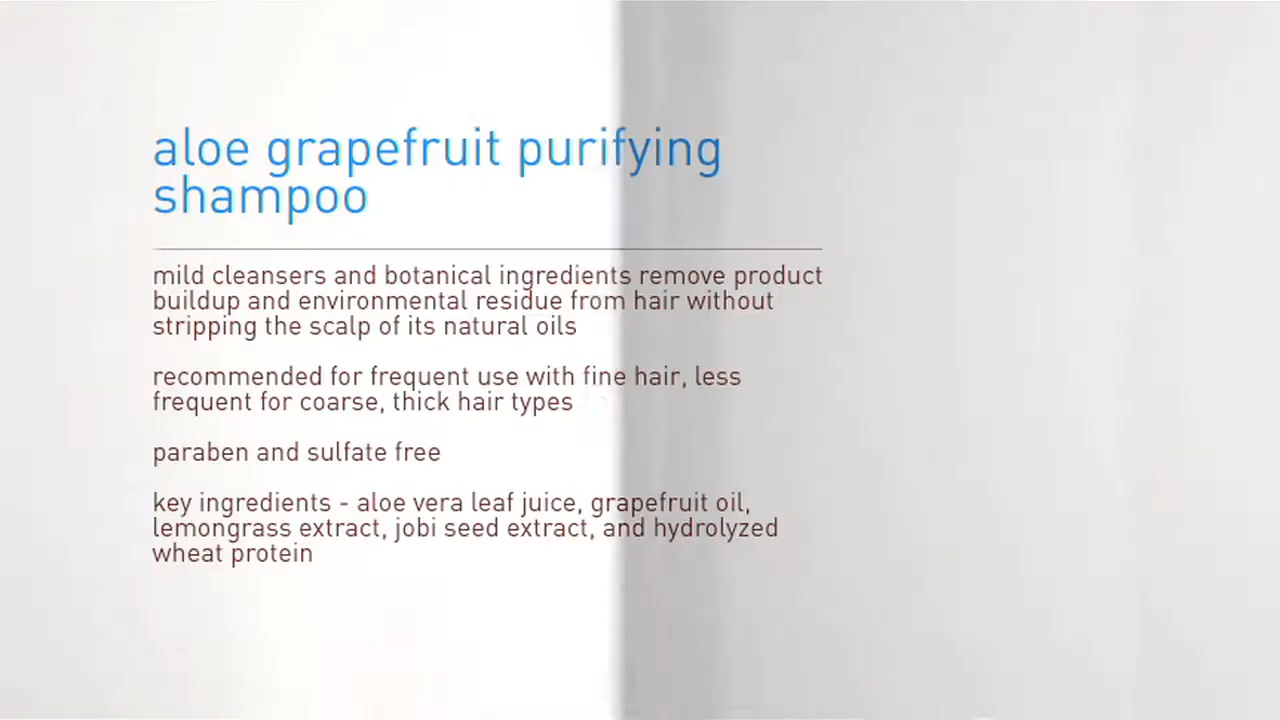 aloe grapefruit purifying
shampoo
mild cleansers and botanical ingredients remove product
buildup and environmental residue from hair without
stripping the scalp of its natural oils
recommended for frequent use with fine hair, less
frequent for coarse, thick hair types
paraben and sulfate free
key ingredients - aloe vera leaf juice, grapefruit oil,
lemongrass extract, jobi seed extract, and hydrolyzed
wheat protein